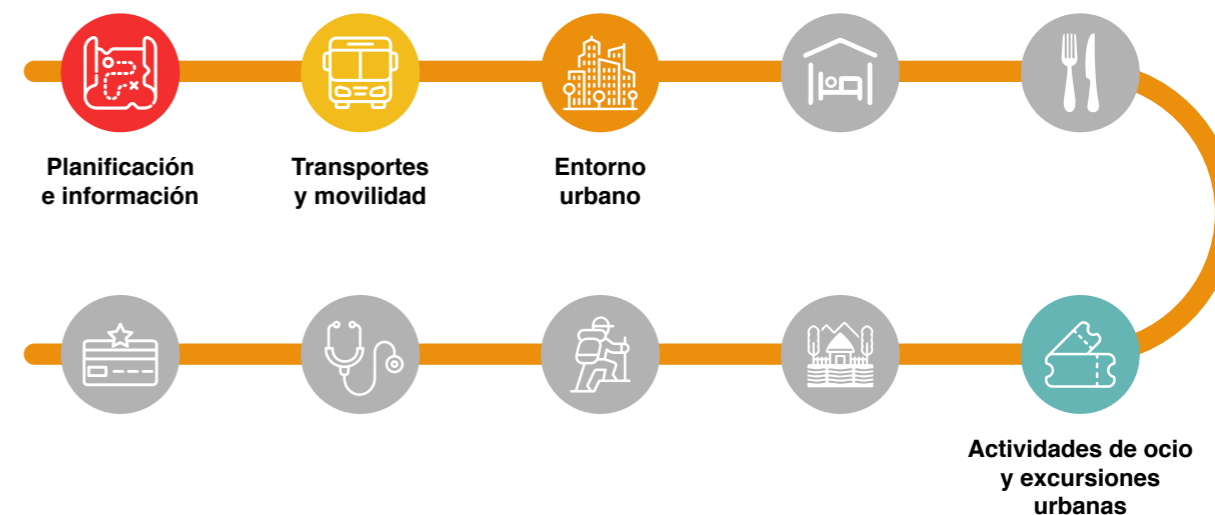 Planificación
e información
Transportes
y movilidad
Entorno
urbano
Actividades de ocio
y excursiones
urbanas